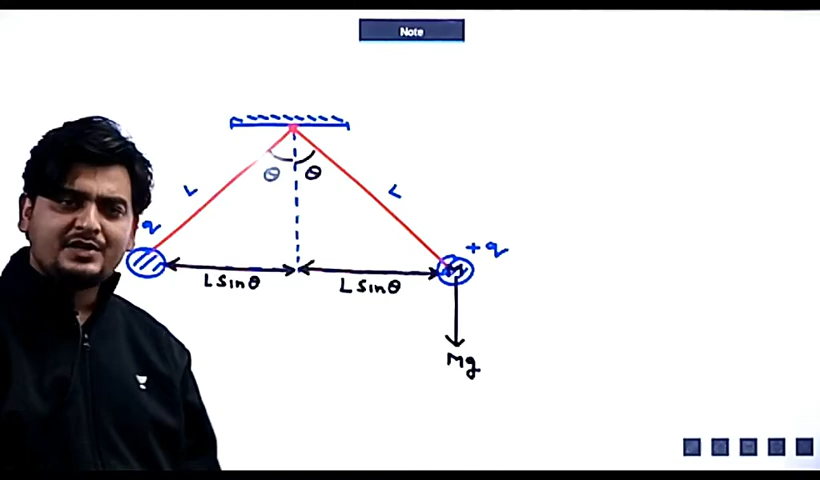 Note
θ θ
L L
q
+q
L sinθ L sinθ
M
Mg